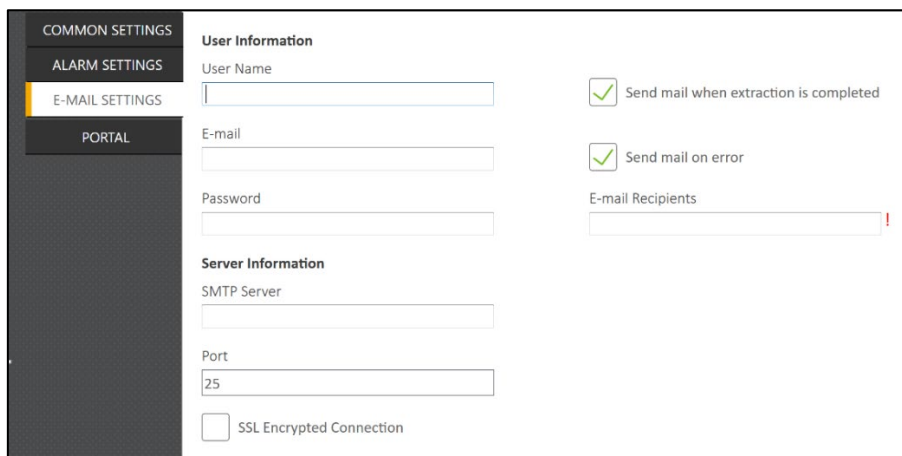 COMMON SETTINGS
ALARM SETTINGS
E-MAIL SETTINGS
PORTAL
User Information
User Name
Send mail when extraction is completed
E-mail
Send mail on error
Password
E-mail Recipients
!
Server Information
SMTP Server
Port
25
SSL Encrypted Connection